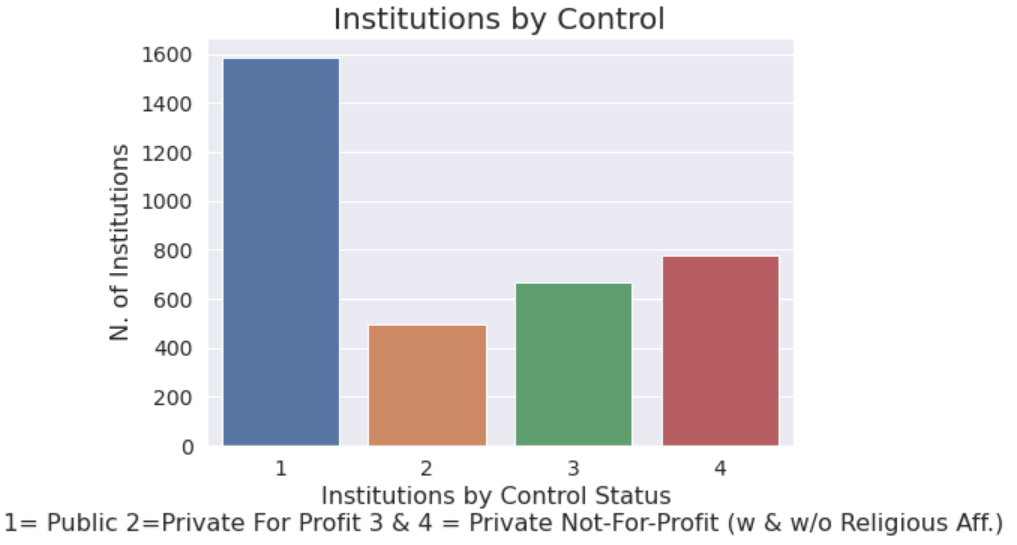 Institutions by Control
1600
1400
1200
1000
800
600
400
200
0
N. of Institutions
1 2 3 4
Institutions by Control Status
1= Public 2=Private For Profit 3 & 4 = Private Not-For-Profit (w & w/o Religious Aff.)